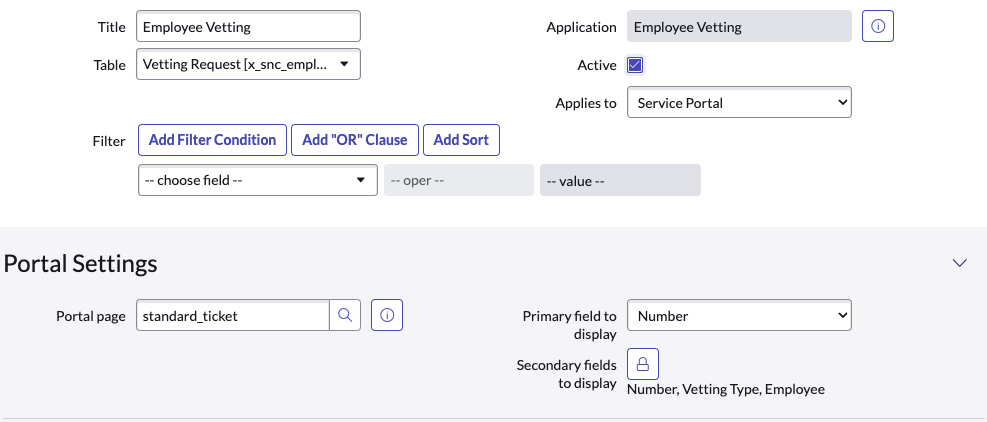 Title Employee Vetting Application Employee Vetting
Table Vetting Request [x_snc_empl... Active
Applies to Service Portal
Filter Add Filter Condition Add "OR" Clause Add Sort
-- choose field -- -- oper -- -- value --
Portal Settings
Portal page standard_ticket Primary field to Number
display
Secondary fields
to display
Number, Vetting Type, Employee